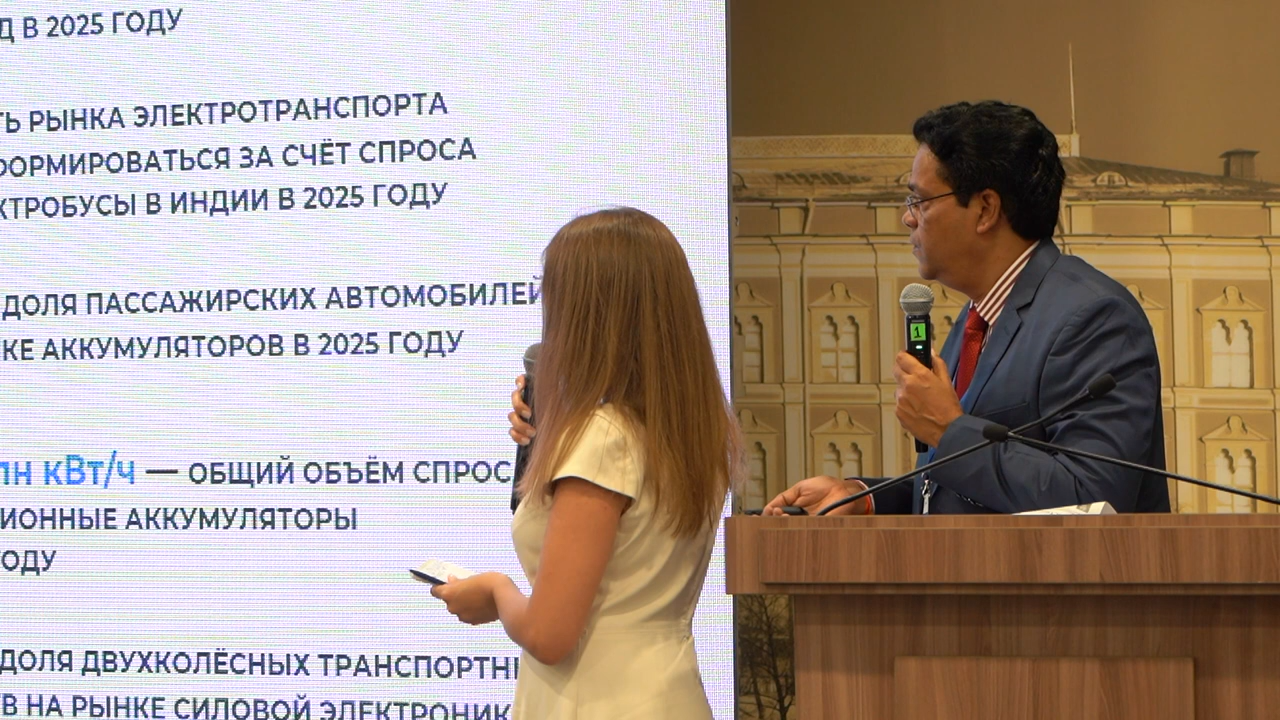 Д В 2025 ГОДУ
ТЬ РЫНКА ЭЛЕКТРОТРАНСПОРТА
ФОРМИРОВАТЬСЯ ЗА СЧЁТ СПРОСА
КТРОБУСЫ В ИНДИИ В 2025 ГОДУ
ДОЛЯ ПАССАЖИРСКИХ АВТОМОБИЛЕЙ
КЕ АККУМУЛЯТОРОВ В 2025 ГОДУ
лн кВт/ч — ОБЩИЙ ОБЪЁМ СПРОС
ИОННЫЕ АККУМУЛЯТОРЫ
ОДУ
ДОЛЯ ДВУХКОЛЁСНЫХ ТРАНСПОРТН
В НА РЫНКЕ СИЛОВОЙ ЭЛЕКТРОНИК
1